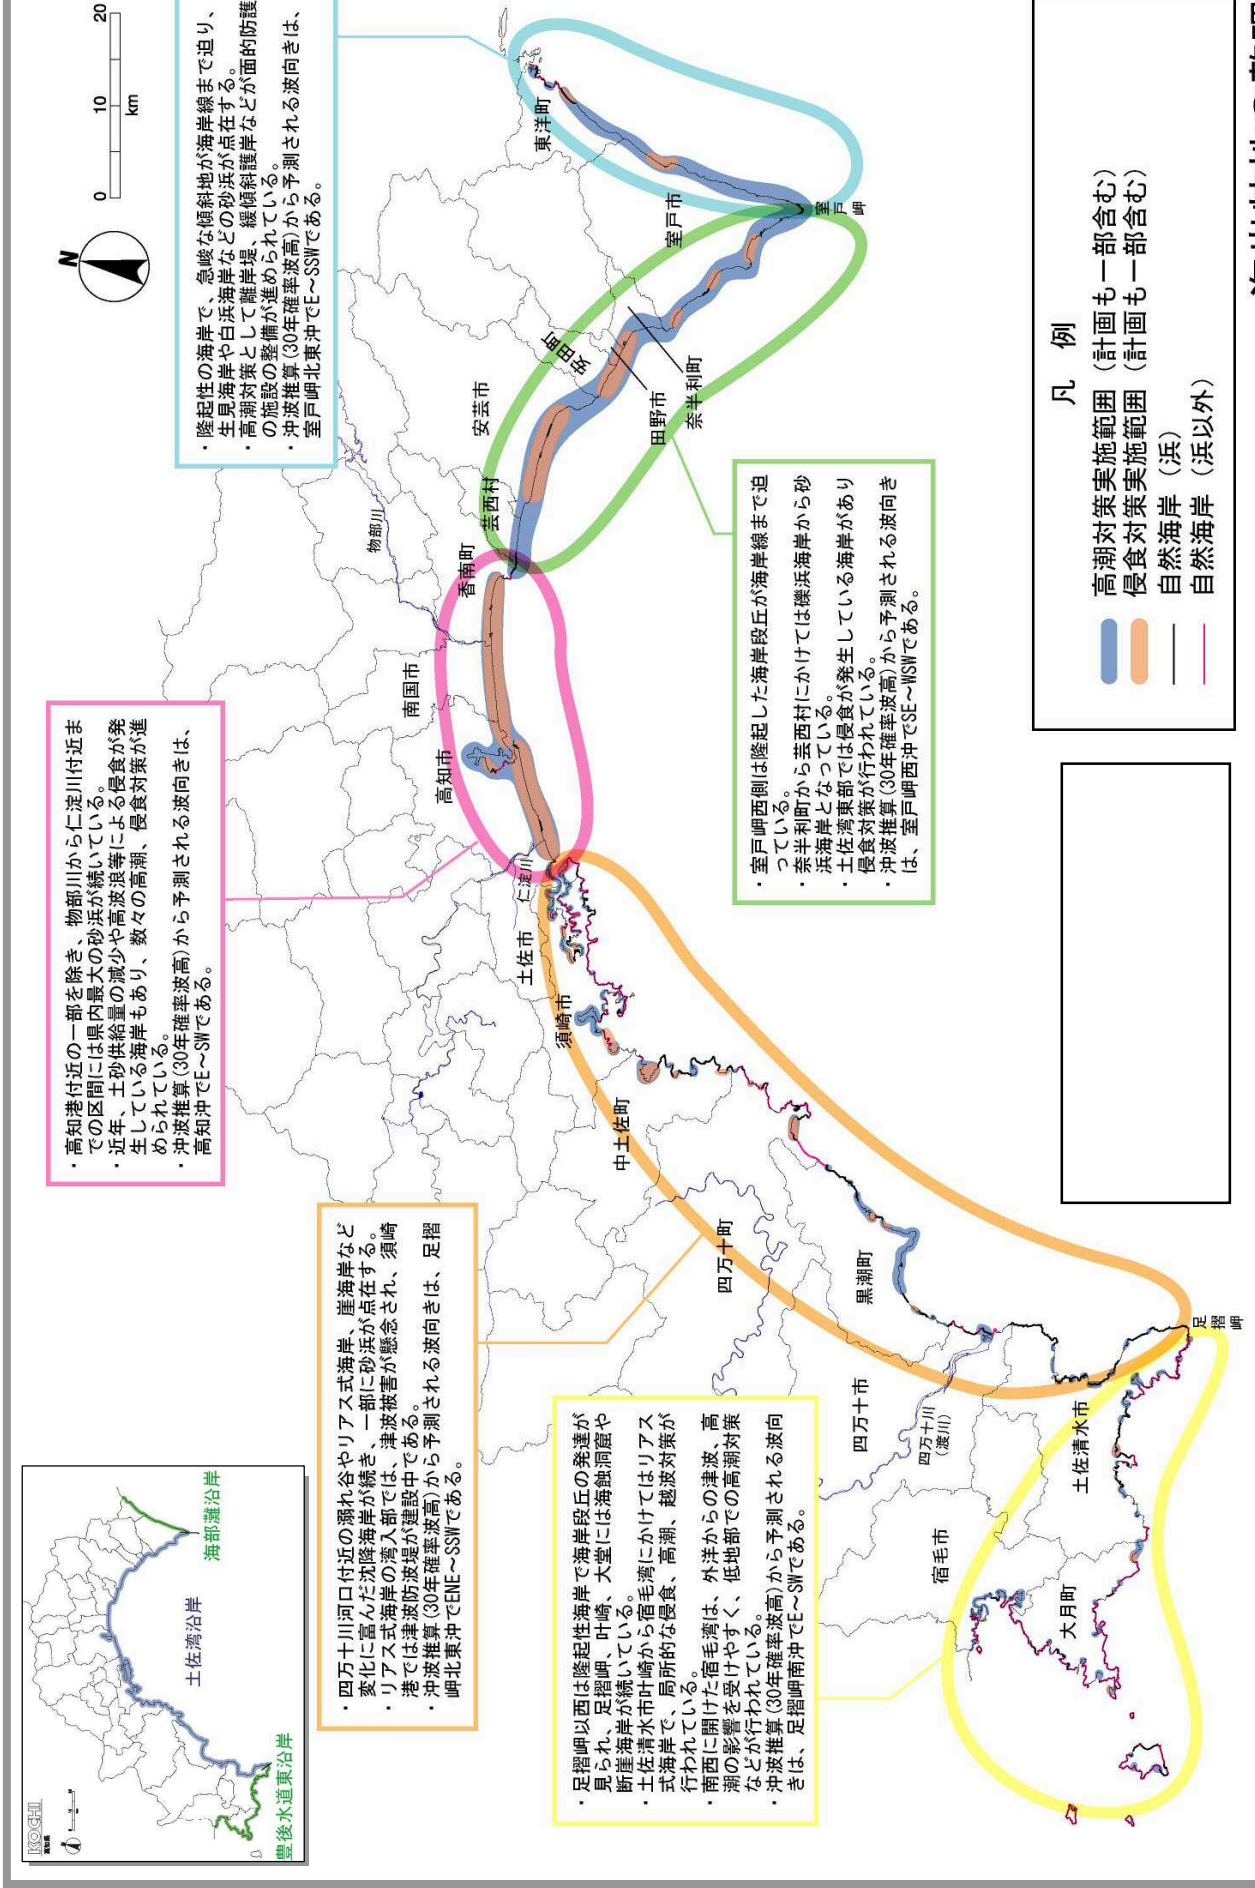 KOCHI
高知県
豊後水道東沿岸
土佐湾沿岸
海部灘沿岸
・高知港付近の一部を除き、物部川から仁淀川付近ま
での区間には県内最大の砂浜が続いている。
・近年、土砂供給量の減少や高波浪等による侵食が発
生している海岸もあり、数々の高潮、侵食対策が進
められている。
・沖波推算(30年確率波高)から予測される波向きは、
高知沖でE～SWである。
N
0 10 20
km
・隆起性の海岸で、急峻な傾斜地が海岸線まで迫り、
生見海岸や白浜海岸などの砂浜が点在する。
・高潮対策として離岸堤、緩傾斜護岸などが面的防護
の施設の整備が進められている。
・沖波推算(30年確率波高)から予測される波向きは、
室戸岬北東沖でE～SSWである。
・四万十川河口付近の溺れ谷やリアス式海岸、崖海岸など
変化に富んだ沈降海岸が続き、一部に砂浜が点在する。
・リアス式海岸の湾入部では、津波被害が懸念され、須崎
港では津波防波堤が建設中である。
・沖波推算(30年確率波高)から予測される波向きは、足摺
岬北東沖でENE～SSWである。
・足摺岬以西は隆起性海岸で海岸段丘の発達が
見られ、足摺岬、叶崎、大堂には海蝕洞窟や
断崖海岸が続いている。
・土佐清水市叶崎から宿毛湾にかけてはリアス
式海岸で、局所的な侵食、高潮、越波対策が
行われている。
・南西に開けた宿毛湾は、外洋からの津波、高
潮の影響を受けやすく、低地部での高潮対策
などが行われている。
・沖波推算(30年確率波高)から予測される波向
きは、足摺岬南沖でE～SWである。
・室戸岬西側は隆起した海岸段丘が海岸線まで迫
っている。
・奈半利町から芸西村にかけては礫浜海岸から砂
浜海岸となっている。
・土佐湾東部では侵食が発生している海岸があり
侵食対策が行われている。
・沖波推算(30年確率波高)から予測される波向き
は、室戸岬西沖でSE～WSWである。
物部川
高知市
南国市
香南町
芸西村
安芸市
安田町
田野市
奈半利町
室戸市
東洋町
室戸岬
仁淀川
土佐市
須崎市
中土佐町
四万十町
黒潮町
四万十市
四万十川
(渡川)
宿毛市
土佐清水市
大月町
足摺岬
凡 例
高潮対策実施範囲（計画も一部含む）
侵食対策実施範囲（計画も一部含む）
自然海岸（浜）
自然海岸（浜以外）